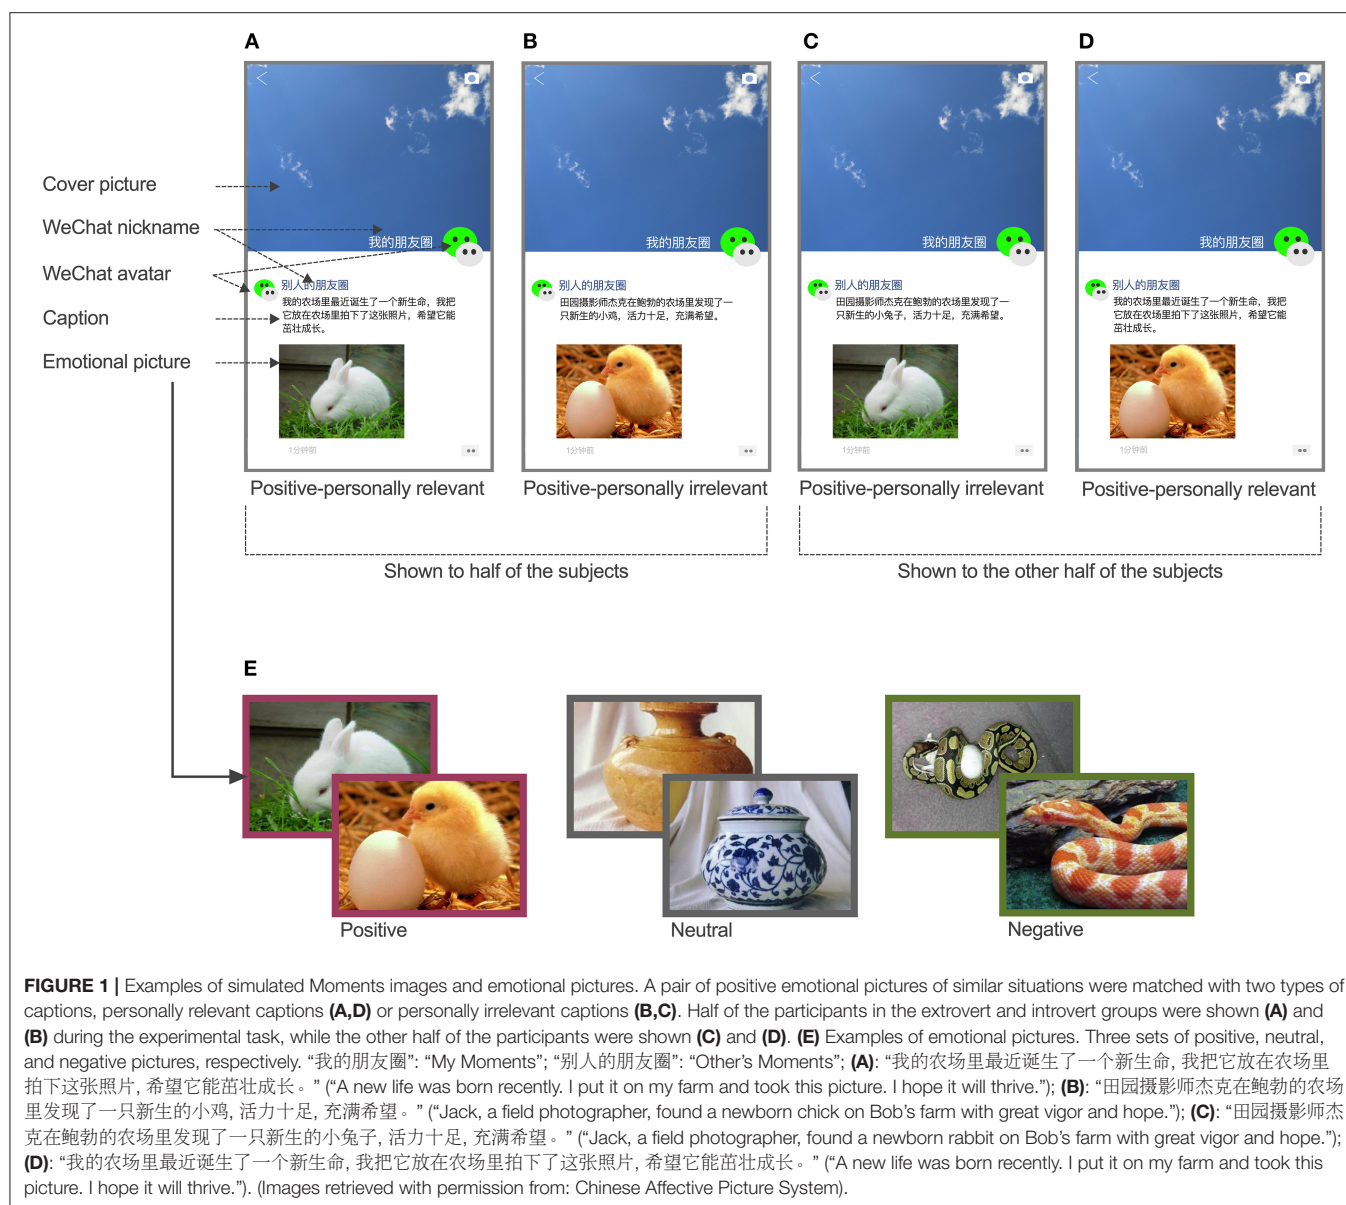 A
B
C
D
我的朋友圈
我的朋友圈
我的朋友圈
我的朋友圈
Cover picture
WeChat nickname
WeChat avatar
Caption
Emotional picture
别人的朋友圈
我的农场里最近诞生了一个新生命，我把
它放在农场里拍下了这张照片，希望它能
茁壮成长。
1分钟前
别人的朋友圈
田园摄影师杰克在鲍勃的农场里发现了一
只新生的小鸡，活力十足，充满希望。
1分钟前
别人的朋友圈
田园摄影师杰克在鲍勃的农场里发现了一
只新生的小兔子，活力十足，充满希望。
1分钟前
别人的朋友圈
我的农场里最近诞生了一个新生命，我把
它放在农场里拍下了这张照片，希望它能
茁壮成长。
1分钟前
Positive-personally relevant
Positive-personally irrelevant
Positive-personally irrelevant
Positive-personally relevant
Shown to half of the subjects
Shown to the other half of the subjects
E
Positive
Neutral
Negative
FIGURE 1 | Examples of simulated Moments images and emotional pictures. A pair of positive emotional pictures of similar situations were matched with two types of
captions, personally relevant captions (A,D) or personally irrelevant captions (B,C). Half of the participants in the extrovert and introvert groups were shown (A) and
(B) during the experimental task, while the other half of the participants were shown (C) and (D). (E) Examples of emotional pictures. Three sets of positive, neutral,
and negative pictures, respectively. “我的朋友圈”: “My Moments”; “别人的朋友圈”: “Other’s Moments”; (A): “我的农场里最近诞生了一个新生命, 我把它放在农场里
拍下这张照片, 希望它能茁壮成长。” (“A new life was born recently. I put it on my farm and took this picture. I hope it will thrive.”); (B): “田园摄影师杰克在鲍勃的农场
里发现了一只新生的小鸡, 活力十足, 充满希望。” (“Jack, a field photographer, found a newborn chick on Bob’s farm with great vigor and hope.”); (C): “田园摄影师杰
克在鲍勃的农场里发现了一只新生的小兔子, 活力十足, 充满希望。” (“Jack, a field photographer, found a newborn rabbit on Bob’s farm with great vigor and hope.”);
(D): “我的农场里最近诞生了一个新生命, 我把它放在农场里拍下了这张照片, 希望它能茁壮成长。” (“A new life was born recently. I put it on my farm and took this
picture. I hope it will thrive.”). (Images retrieved with permission from: Chinese Affective Picture System).